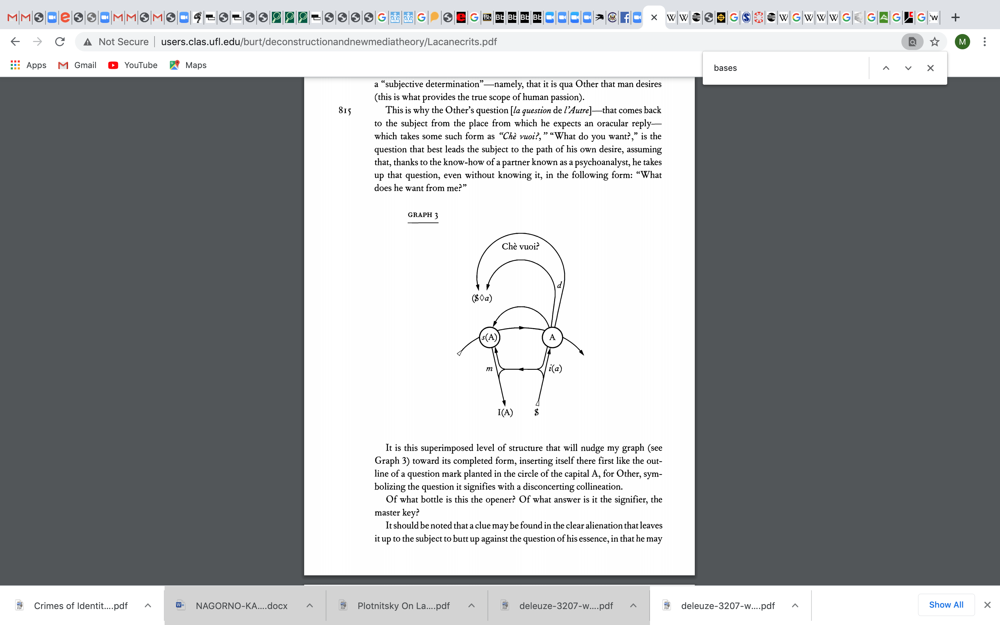 Not Secure
users.clas.ufl.edu/burt/deconstructionandnewmediatheory/Lacanecrits.pdf
M
Apps
Gmail
YouTube
Maps
bases
a “subjective determination”—namely, that it is qua Other that man desires
(this is what provides the true scope of human passion).
815
This is why the Other’s question [la question de l’Autre]—that comes back
to the subject from the place from which he expects an oracular reply—
which takes some such form as “Chè vuoi?,” “What do you want?,” is the
question that best leads the subject to the path of his own desire, assuming
that, thanks to the know-how of a partner known as a psychoanalyst, he takes
up that question, even without knowing it, in the following form: “What
does he want from me?”
GRAPH 3
Chè vuoi?
d
($◊a)
s(A)
A
m
i(a)
I(A)
$
It is this superimposed level of structure that will nudge my graph (see
Graph 3) toward its completed form, inserting itself there first like the out-
line of a question mark planted in the circle of the capital A, for Other, sym-
bolizing the question it signifies with a disconcerting collineation.
Of what bottle is this the opener? Of what answer is it the signifier, the
master key?
It should be noted that a clue may be found in the clear alienation that leaves
it up to the subject to butt up against the question of his essence, in that he may
Crimes of Identit....pdf
NAGORNO-KA....docx
Plotnitsky On La....pdf
deleuze-3207-w....pdf
deleuze-3207-w....pdf
Show All